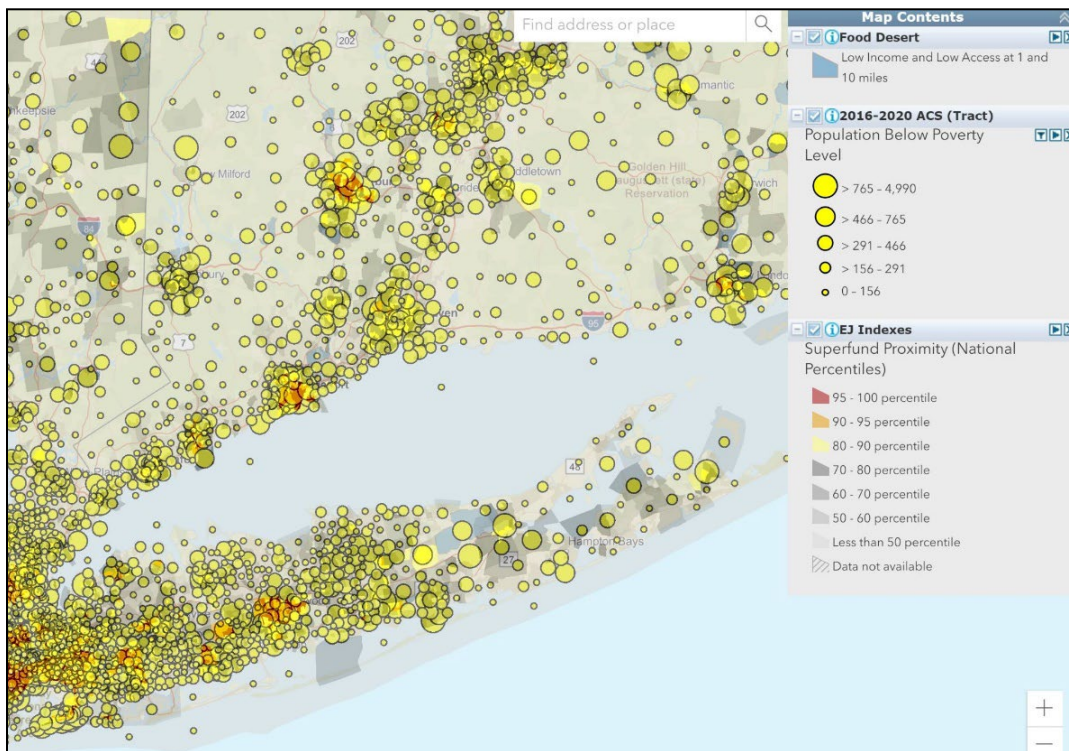 Find address or place
Map Contents
Food Desert
Low Income and Low Access at 1 and
10 miles
2016-2020 ACS (Tract)
Population Below Poverty
Level
> 765 - 4,990
> 466 - 765
> 291 - 466
> 156 - 291
0 - 156
EJ Indexes
Superfund Proximity (National
Percentiles)
95 - 100 percentile
90 - 95 percentile
80 - 90 percentile
70 - 80 percentile
60 - 70 percentile
50 - 60 percentile
Less than 50 percentile
Data not available
202
44
202
6
Milford
Golden Hill
(state)
Reservation
84
7
95
48
27
Hampton Bays
+
−